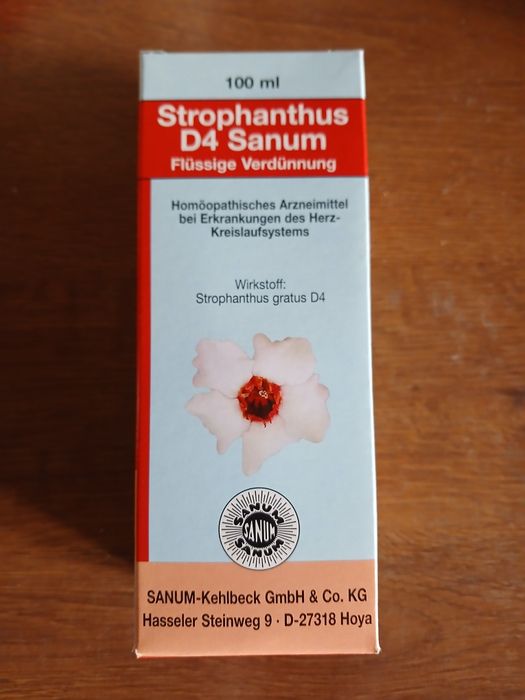 100 ml
Strophanthus
D4 Sanum
Flüssige Verdünnung
Homöopathisches Arzneimittel
bei Erkrankungen des Herz-
Kreislaufsystems
Wirkstoff:
Strophanthus gratus D4
SANUM
SANUM
SANUM
SANUM-Kehlbeck GmbH & Co. KG
Hasseler Steinweg 9 · D-27318 Hoya